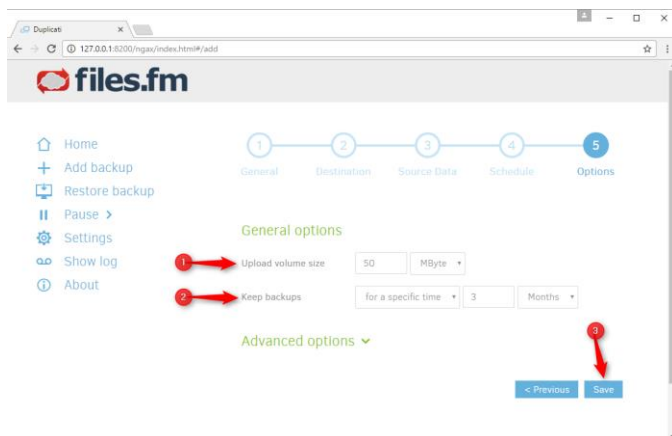 Duplicati
127.0.0.1:8200/ngax/index.html#/add
files.fm
Home
Add backup
Restore backup
Pause >
Settings
Show log
About
1 2 3 4 5
General Destination Source Data Schedule Options
General options
1 Upload volume size 50 MByte
2 Keep backups for a specific time 3 Months
Advanced options
3
< Previous Save